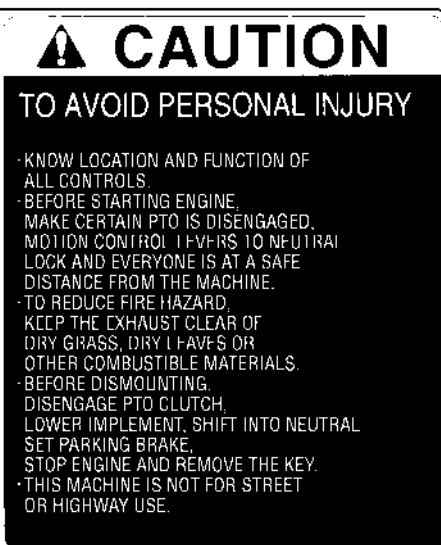 CAUTION
TO AVOID PERSONAL INJURY
·KNOW LOCATION AND FUNCTION OF
ALL CONTROLS.
·BEFORE STARTING ENGINE,
MAKE CERTAIN PTO IS DISENGAGED,
MOTION CONTROL LEVERS TO NEUTRAL
LOCK AND EVERYONE IS AT A SAFE
DISTANCE FROM THE MACHINE.
·TO REDUCE FIRE HAZARD,
KEEP THE EXHAUST CLEAR OF
DRY GRASS, DRY LEAVES OR
OTHER COMBUSTIBLE MATERIALS.
·BEFORE DISMOUNTING.
DISENGAGE PTO CLUTCH,
LOWER IMPLEMENT, SHIFT INTO NEUTRAL
SET PARKING BRAKE,
STOP ENGINE AND REMOVE THE KEY.
·THIS MACHINE IS NOT FOR STREET
OR HIGHWAY USE.